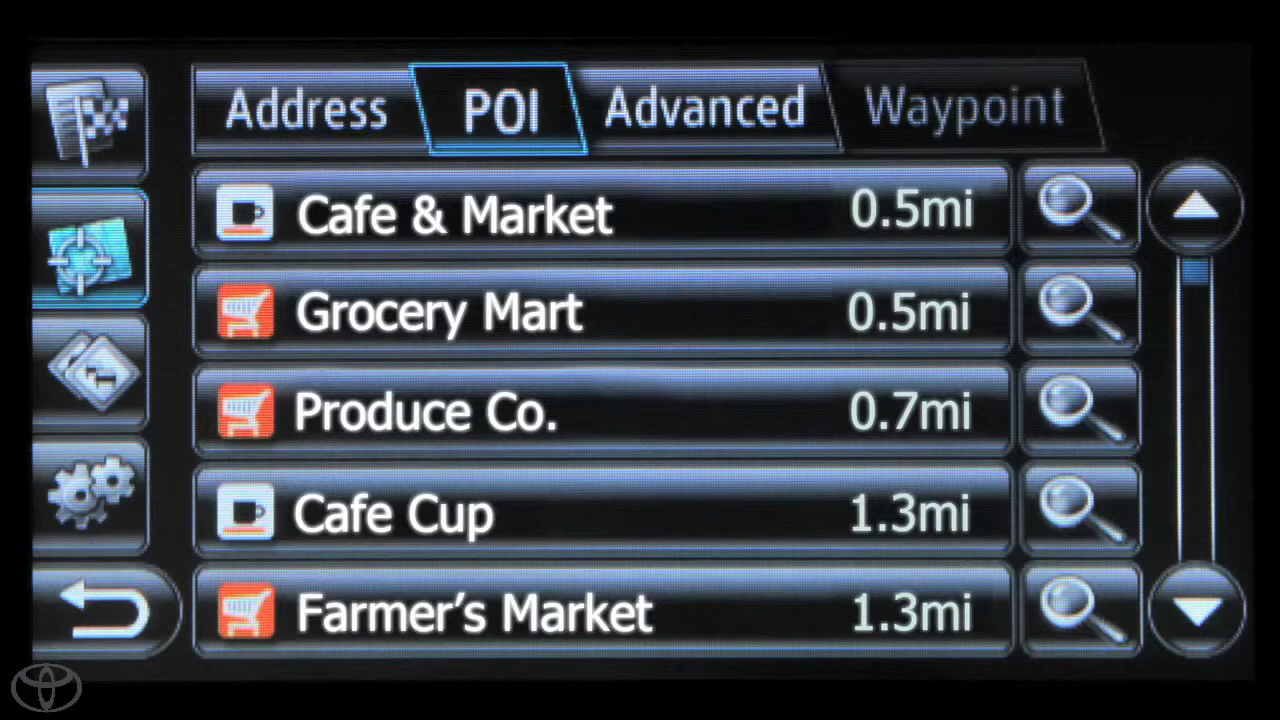 Address POI Advanced Waypoint
Cafe & Market 0.5mi
Grocery Mart 0.5mi
Produce Co. 0.7mi
Cafe Cup 1.3mi
Farmer’s Market 1.3mi